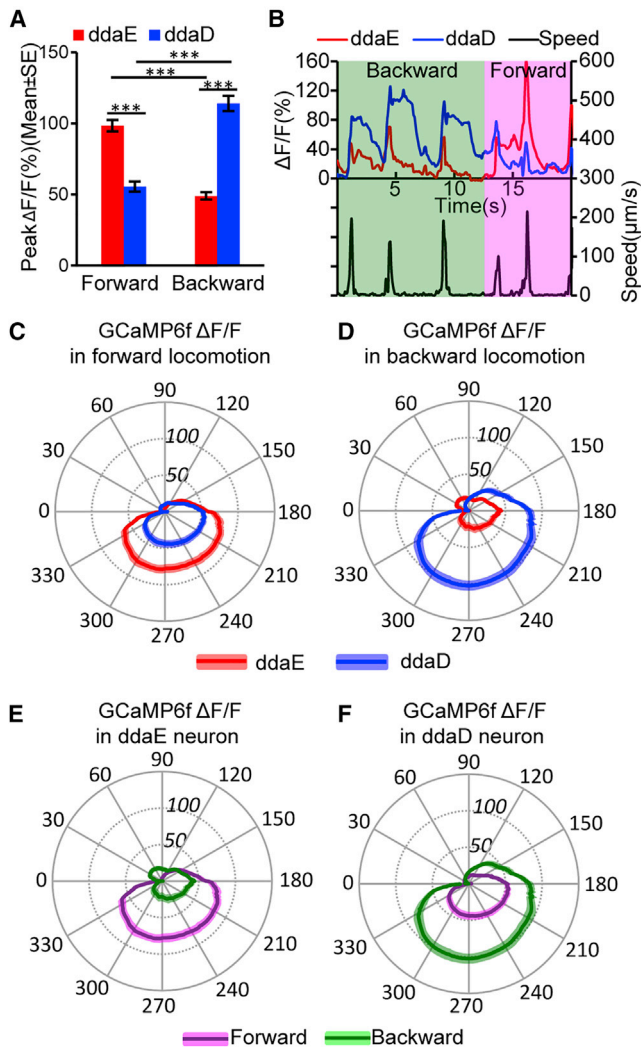 A
ddaE ddaD
Peak ΔF/F(%)(Mean±SE)
150
100
50
0
***
***
***
***
Forward Backward
B
ddaE ddaD Speed
Backward Forward
ΔF/F(%)
160
120
80
40
0
5 15
Time(s)
600
500
400
300
200
100
0
Speed(μm/s)
C
GCaMP6f ΔF/F
in forward locomotion
90
60 120
30 150
0 180
330 210
300 240
270
50
100
D
GCaMP6f ΔF/F
in backward locomotion
90
60 120
30 150
0 180
330 210
300 240
270
50
100
ddaE ddaD
E
GCaMP6f ΔF/F
in ddaE neuron
90
60 120
30 150
0 180
330 210
300 240
270
50
100
F
GCaMP6f ΔF/F
in ddaD neuron
90
60 120
30 150
0 180
330 210
300 240
270
50
100
Forward Backward